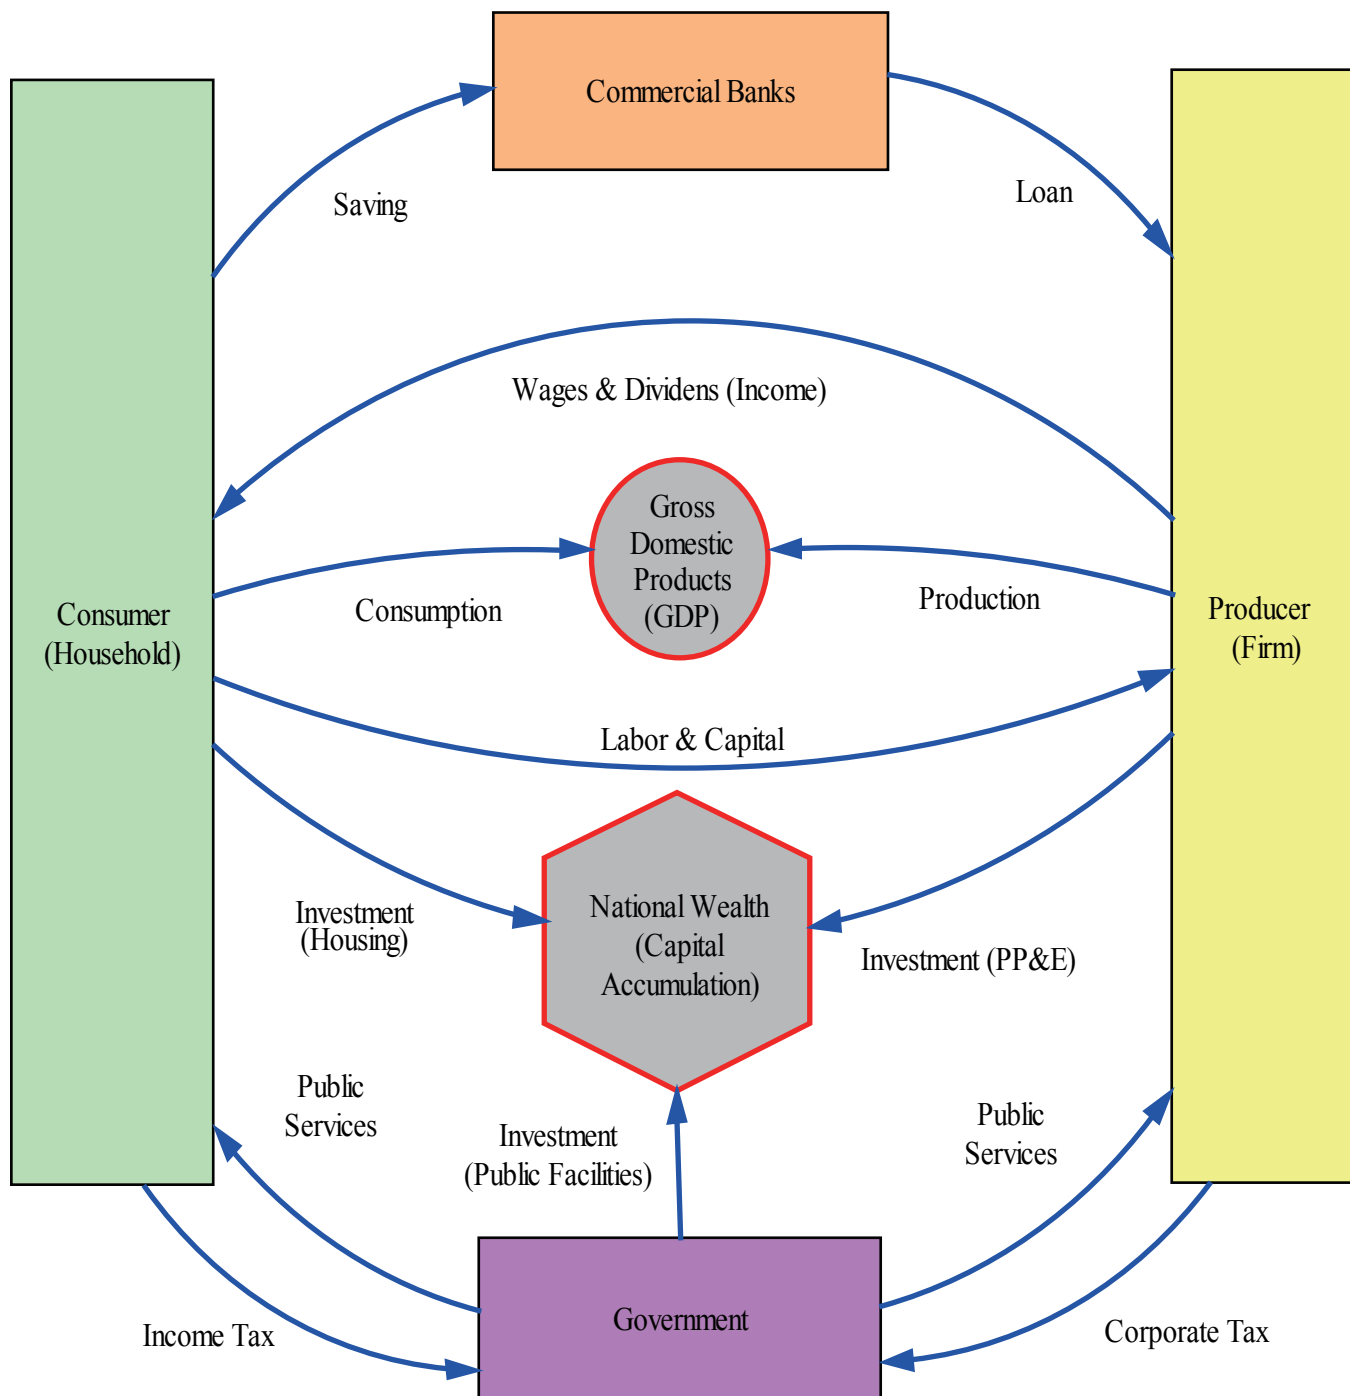 Commercial Banks
Saving
Loan
Wages & Dividens (Income)
Gross
Domestic
Products
(GDP)
Consumption
Production
Consumer
(Household)
Producer
(Firm)
Labor & Capital
Investment
(Housing)
National Wealth
(Capital
Accumulation)
Investment (PP&E)
Public
Services
Investment
(Public Facilities)
Public
Services
Government
Income Tax
Corporate Tax